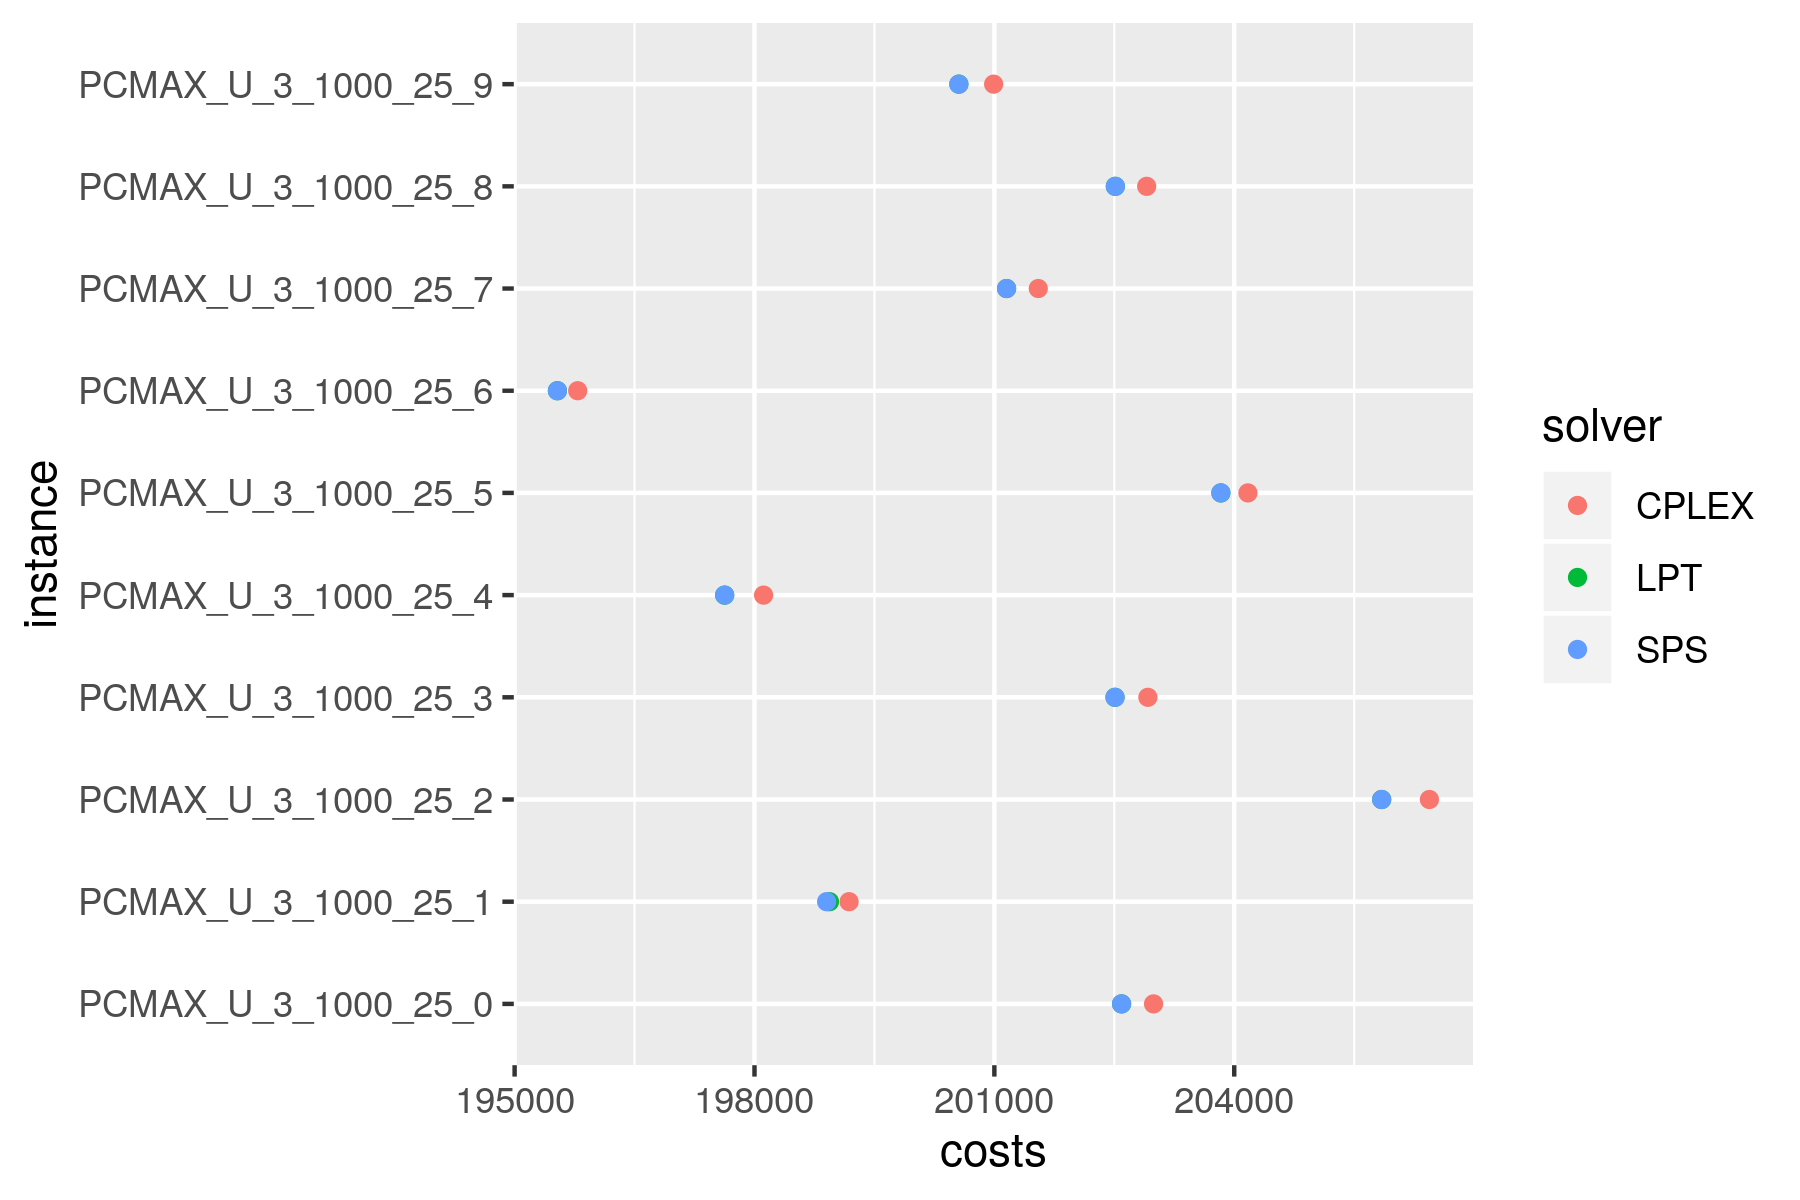 PCMAX_U_3_1000_25_9
PCMAX_U_3_1000_25_8
PCMAX_U_3_1000_25_7
PCMAX_U_3_1000_25_6
PCMAX_U_3_1000_25_5
PCMAX_U_3_1000_25_4
PCMAX_U_3_1000_25_3
PCMAX_U_3_1000_25_2
PCMAX_U_3_1000_25_1
PCMAX_U_3_1000_25_0
instance
195000 198000 201000 204000
costs
solver
CPLEX
LPT
SPS